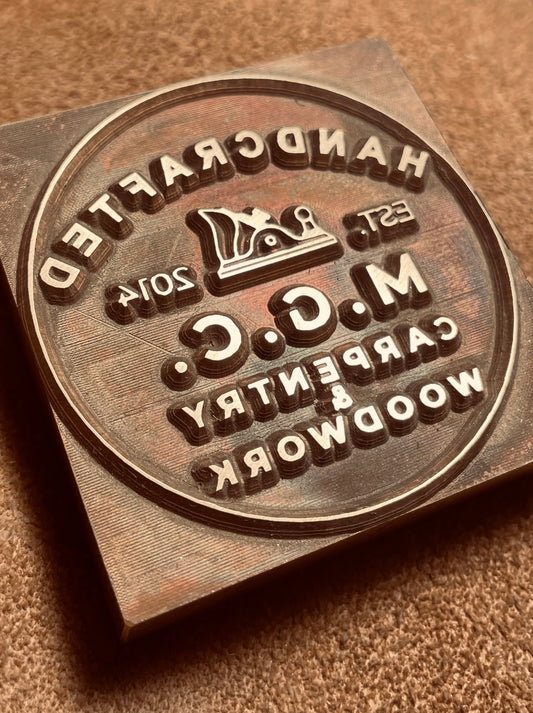 HANDCRAFTED
EST. 2014
M.G.C.
CARPENTRY
&
WOODWORK